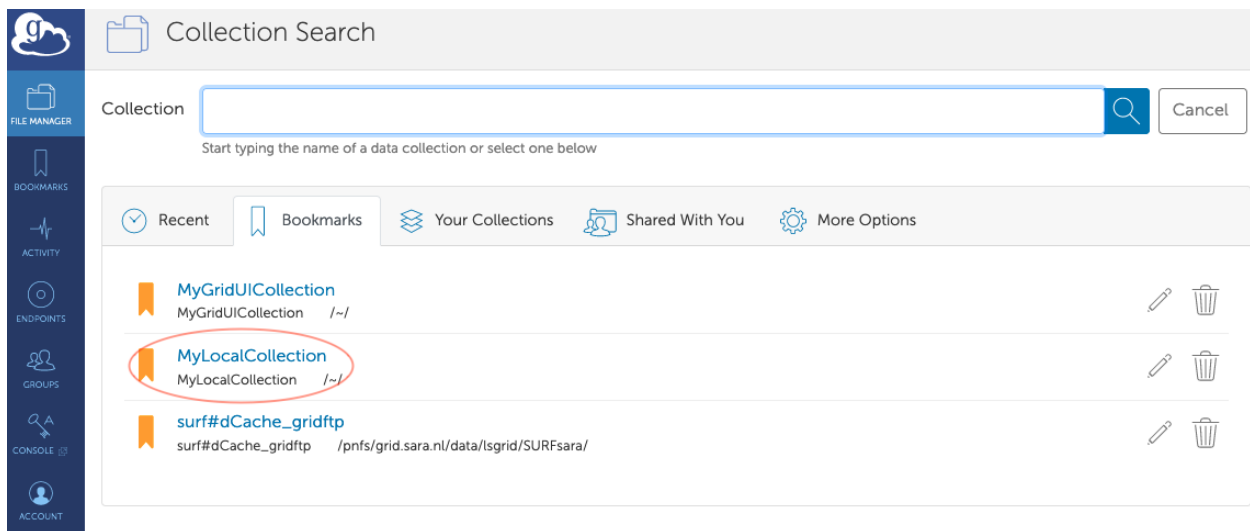 g
Collection Search
FILE MANAGER
BOOKMARKS
ACTIVITY
ENDPOINTS
GROUPS
CONSOLE
ACCOUNT
Collection
Cancel
Start typing the name of a data collection or select one below
Recent Bookmarks Your Collections Shared With You More Options
MyGridUICollection
MyGridUICollection /~/
MyLocalCollection
MyLocalCollection /~/
surf#dCache_gridftp
surf#dCache_gridftp /pnfs/grid.sara.nl/data/lsgrid/SURFsara/